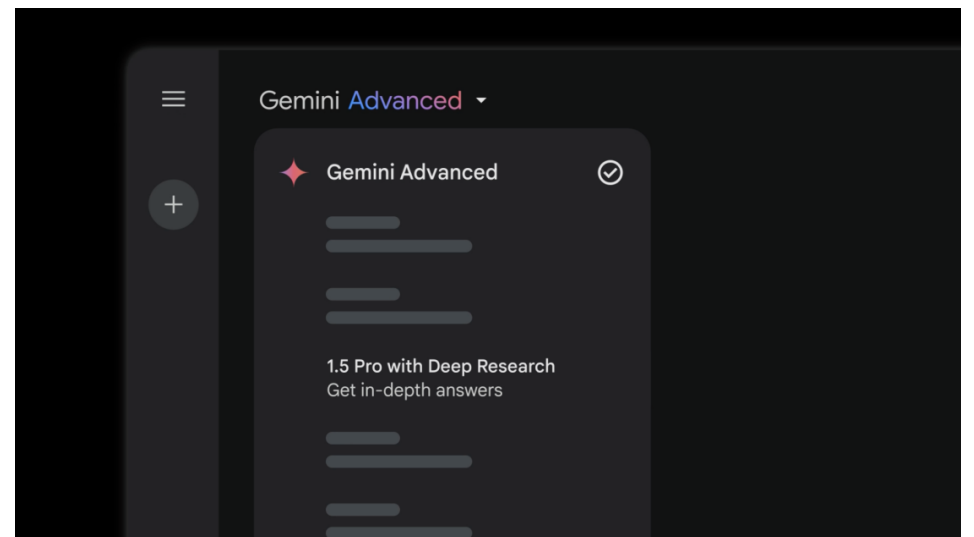 Gemini Advanced
Gemini Advanced
1.5 Pro with Deep Research
Get in-depth answers